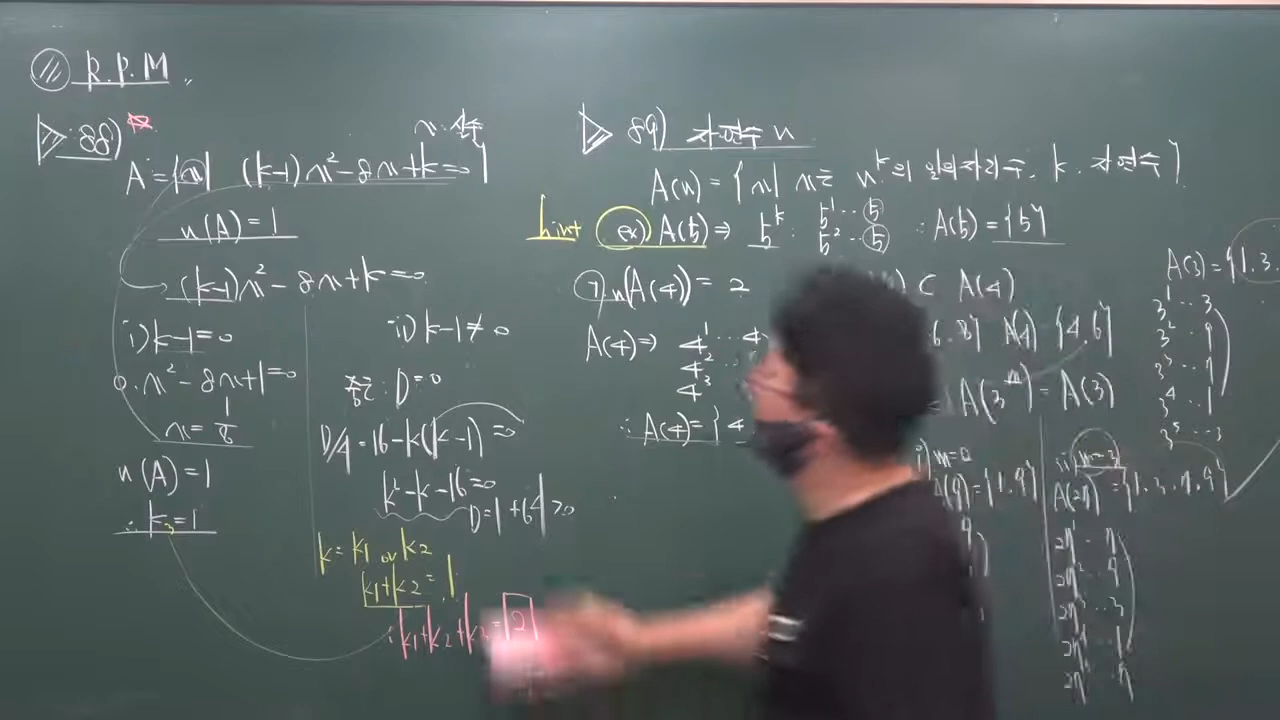 R.P.M
88)
x : 실수
A = {x| (k-1)x²-8x+k=0}
n(A)=1
(k-1)x²-8x+k=0
i) k-1=0
0·x²-8x+1=0
x=1/8
n(A)=1
∴ k₃=1
ii) k-1≠0
중근: D=0
D/4=16-k(k-1)=0
k²-k-16=0
D=1+64>0
k=k₁ or k₂
k₁+k₂=1
∴ k₁+k₂+k₃=2
89) 자연수 n
A(n)={x| x는 n^k의 일의 자리 수, k. 자연수}
hint ex) A(5)⇒ 5^k : 5¹ ··· 5
5² ··· 5
∴ A(5)={5}
ㄱ. n(A(4))=2
A(4)⇒ 4¹ ··· 4
4²
4³
∴ A(4)={4
⊂ A(4)
6.8} A(4) {4.6}
A(3^m)=A(3)
A(9)={1.9}
ii) m=3
A(27)={1.3.7.9}
27¹ ·· 7
27² ·· 9
27³ ·· 3
27⁴ ·· 1
27⁵ ·· 7
A(3)={1.3.
3¹ ·· 3
3² ·· 9
3³ ·· 7
3⁴ ·· 1
3⁵ ·· 3